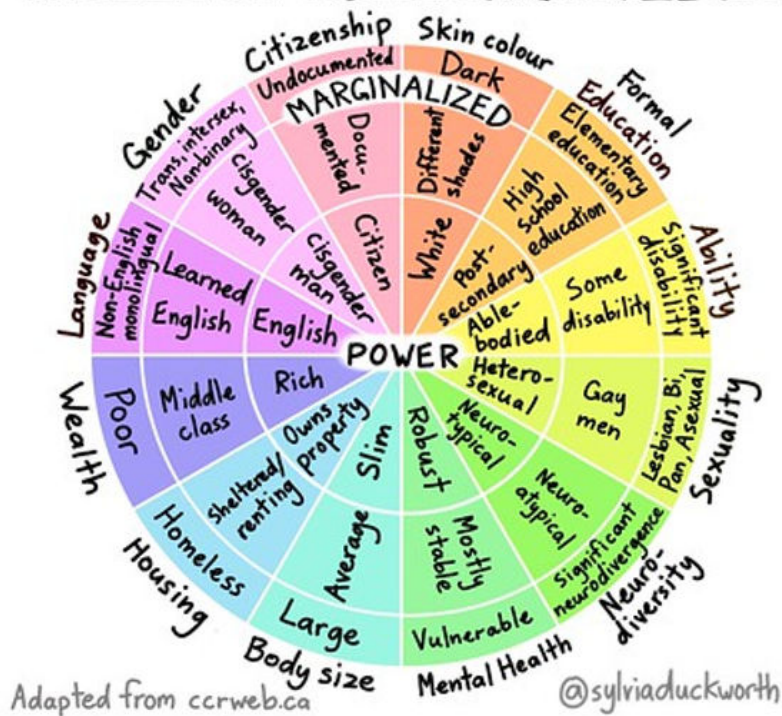 Citizenship
Undocumented
Docu-
mented
Citizen
Skin colour
Dark
Different
shades
White
Formal
Education
Elementary
education
High
school
education
Post-
secondary
Ability
Significant
disability
Some
disability
Able-
bodied
Sexuality
Lesbian, Bi,
Pan, Asexual
Gay
men
Hetero-
sexual
Neuro-
diversity
Significant
neurodivergence
Neuro-
atypical
Neuro-
typical
Mental Health
Vulnerable
Mostly
stable
Robust
Body size
Large
Average
Slim
Housing
Homeless
Sheltered/
renting
Owns
property
Wealth
Poor
Middle
class
Rich
Language
Non-English
monolingual
Learned
English
English
Gender
Trans, intersex,
Non-binary
cisgender
woman
cisgender
man
MARGINALIZED
POWER
Adapted from ccrweb.ca
@sylviaduckworth